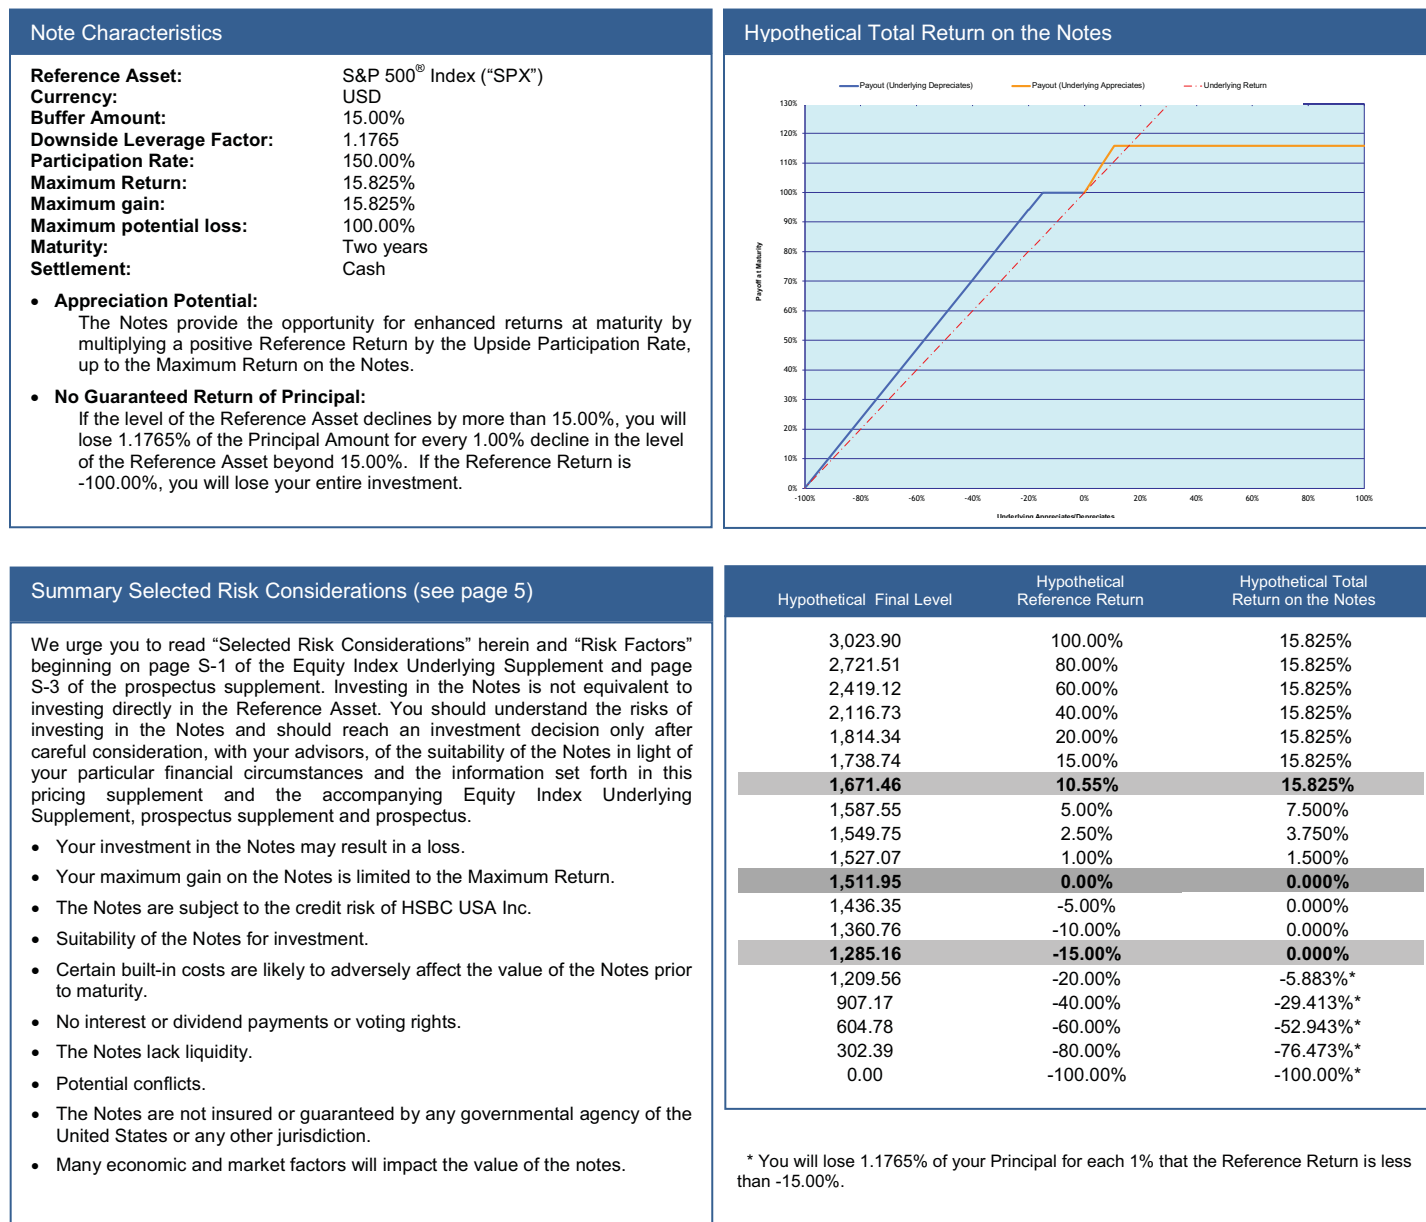 Note Characteristics
Reference Asset: S&P 500® Index (“SPX”)
Currency: USD
Buffer Amount: 15.00%
Downside Leverage Factor: 1.1765
Participation Rate: 150.00%
Maximum Return: 15.825%
Maximum gain: 15.825%
Maximum potential loss: 100.00%
Maturity: Two years
Settlement: Cash
• Appreciation Potential:
The Notes provide the opportunity for enhanced returns at maturity by
multiplying a positive Reference Return by the Upside Participation Rate,
up to the Maximum Return on the Notes.
• No Guaranteed Return of Principal:
If the level of the Reference Asset declines by more than 15.00%, you will
lose 1.1765% of the Principal Amount for every 1.00% decline in the level
of the Reference Asset beyond 15.00%. If the Reference Return is
-100.00%, you will lose your entire investment.
Hypothetical Total Return on the Notes
Payout (Underlying Depreciates) Payout (Underlying Appreciates) Underlying Return
130%
120%
110%
100%
90%
80%
70%
60%
50%
40%
30%
20%
10%
0%
Payoff at Maturity
-100% -80% -60% -40% -20% 0% 20% 40% 60% 80% 100%
Underlying Appreciates/Depreciates
Summary Selected Risk Considerations (see page 5)
We urge you to read “Selected Risk Considerations” herein and “Risk Factors”
beginning on page S-1 of the Equity Index Underlying Supplement and page
S-3 of the prospectus supplement. Investing in the Notes is not equivalent to
investing directly in the Reference Asset. You should understand the risks of
investing in the Notes and should reach an investment decision only after
careful consideration, with your advisors, of the suitability of the Notes in light of
your particular financial circumstances and the information set forth in this
pricing supplement and the accompanying Equity Index Underlying
Supplement, prospectus supplement and prospectus.
• Your investment in the Notes may result in a loss.
• Your maximum gain on the Notes is limited to the Maximum Return.
• The Notes are subject to the credit risk of HSBC USA Inc.
• Suitability of the Notes for investment.
• Certain built-in costs are likely to adversely affect the value of the Notes prior
to maturity.
• No interest or dividend payments or voting rights.
• The Notes lack liquidity.
• Potential conflicts.
• The Notes are not insured or guaranteed by any governmental agency of the
United States or any other jurisdiction.
• Many economic and market factors will impact the value of the notes.
Hypothetical Final Level Hypothetical Reference Return Hypothetical Total Return on the Notes
3,023.90 100.00% 15.825%
2,721.51 80.00% 15.825%
2,419.12 60.00% 15.825%
2,116.73 40.00% 15.825%
1,814.34 20.00% 15.825%
1,738.74 15.00% 15.825%
1,671.46 10.55% 15.825%
1,587.55 5.00% 7.500%
1,549.75 2.50% 3.750%
1,527.07 1.00% 1.500%
1,511.95 0.00% 0.000%
1,436.35 -5.00% 0.000%
1,360.76 -10.00% 0.000%
1,285.16 -15.00% 0.000%
1,209.56 -20.00% -5.883%*
907.17 -40.00% -29.413%*
604.78 -60.00% -52.943%*
302.39 -80.00% -76.473%*
0.00 -100.00% -100.00%*
* You will lose 1.1765% of your Principal for each 1% that the Reference Return is less
than -15.00%.